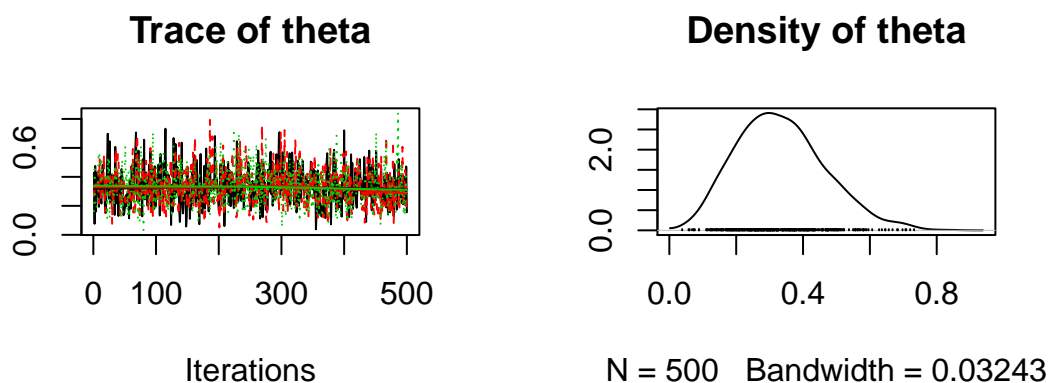 Trace of theta
0.6
0.0
0 100 300 500
Iterations
Density of theta
2.0
0.0
0.0 0.4 0.8
N = 500 Bandwidth = 0.03243